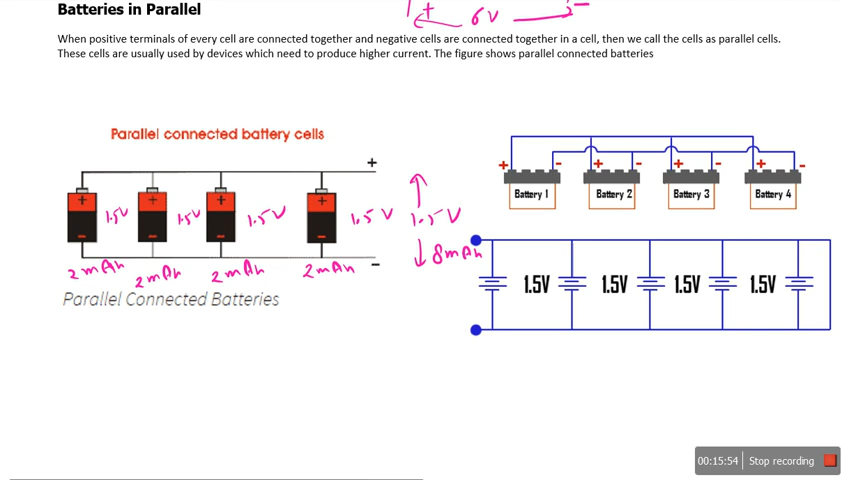 Batteries in Parallel
+ 6V -
When positive terminals of every cell are connected together and negative cells are connected together in a cell, then we call the cells as parallel cells.
These cells are usually used by devices which need to produce higher current. The figure shows parallel connected batteries
Parallel connected battery cells
+
+ + + +
1.5V 1.5V 1.5V 1.5V 1.5V
- - - -
-
2mAh 2mAh 2mAh 2mAh 8mAh
Parallel Connected Batteries
+ - + - + - + -
Battery 1 Battery 2 Battery 3 Battery 4
1.5V 1.5V 1.5V 1.5V
00:15:54 Stop recording